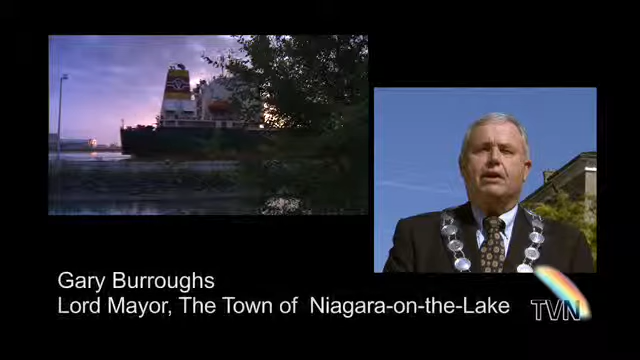 Gary Burroughs
Lord Mayor, The Town of Niagara-on-the-Lake
TVN